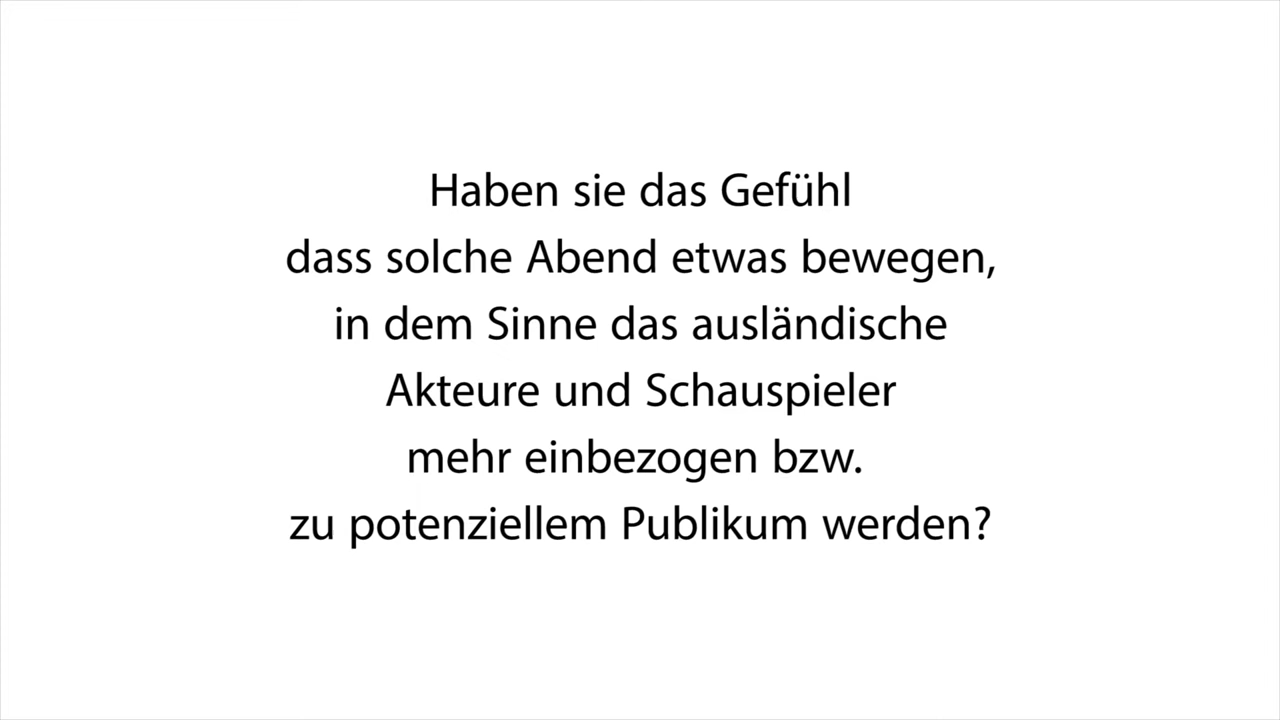 Haben sie das Gefühl
dass solche Abend etwas bewegen,
in dem Sinne das ausländische
Akteure und Schauspieler
mehr einbezogen bzw.
zu potenziellem Publikum werden?